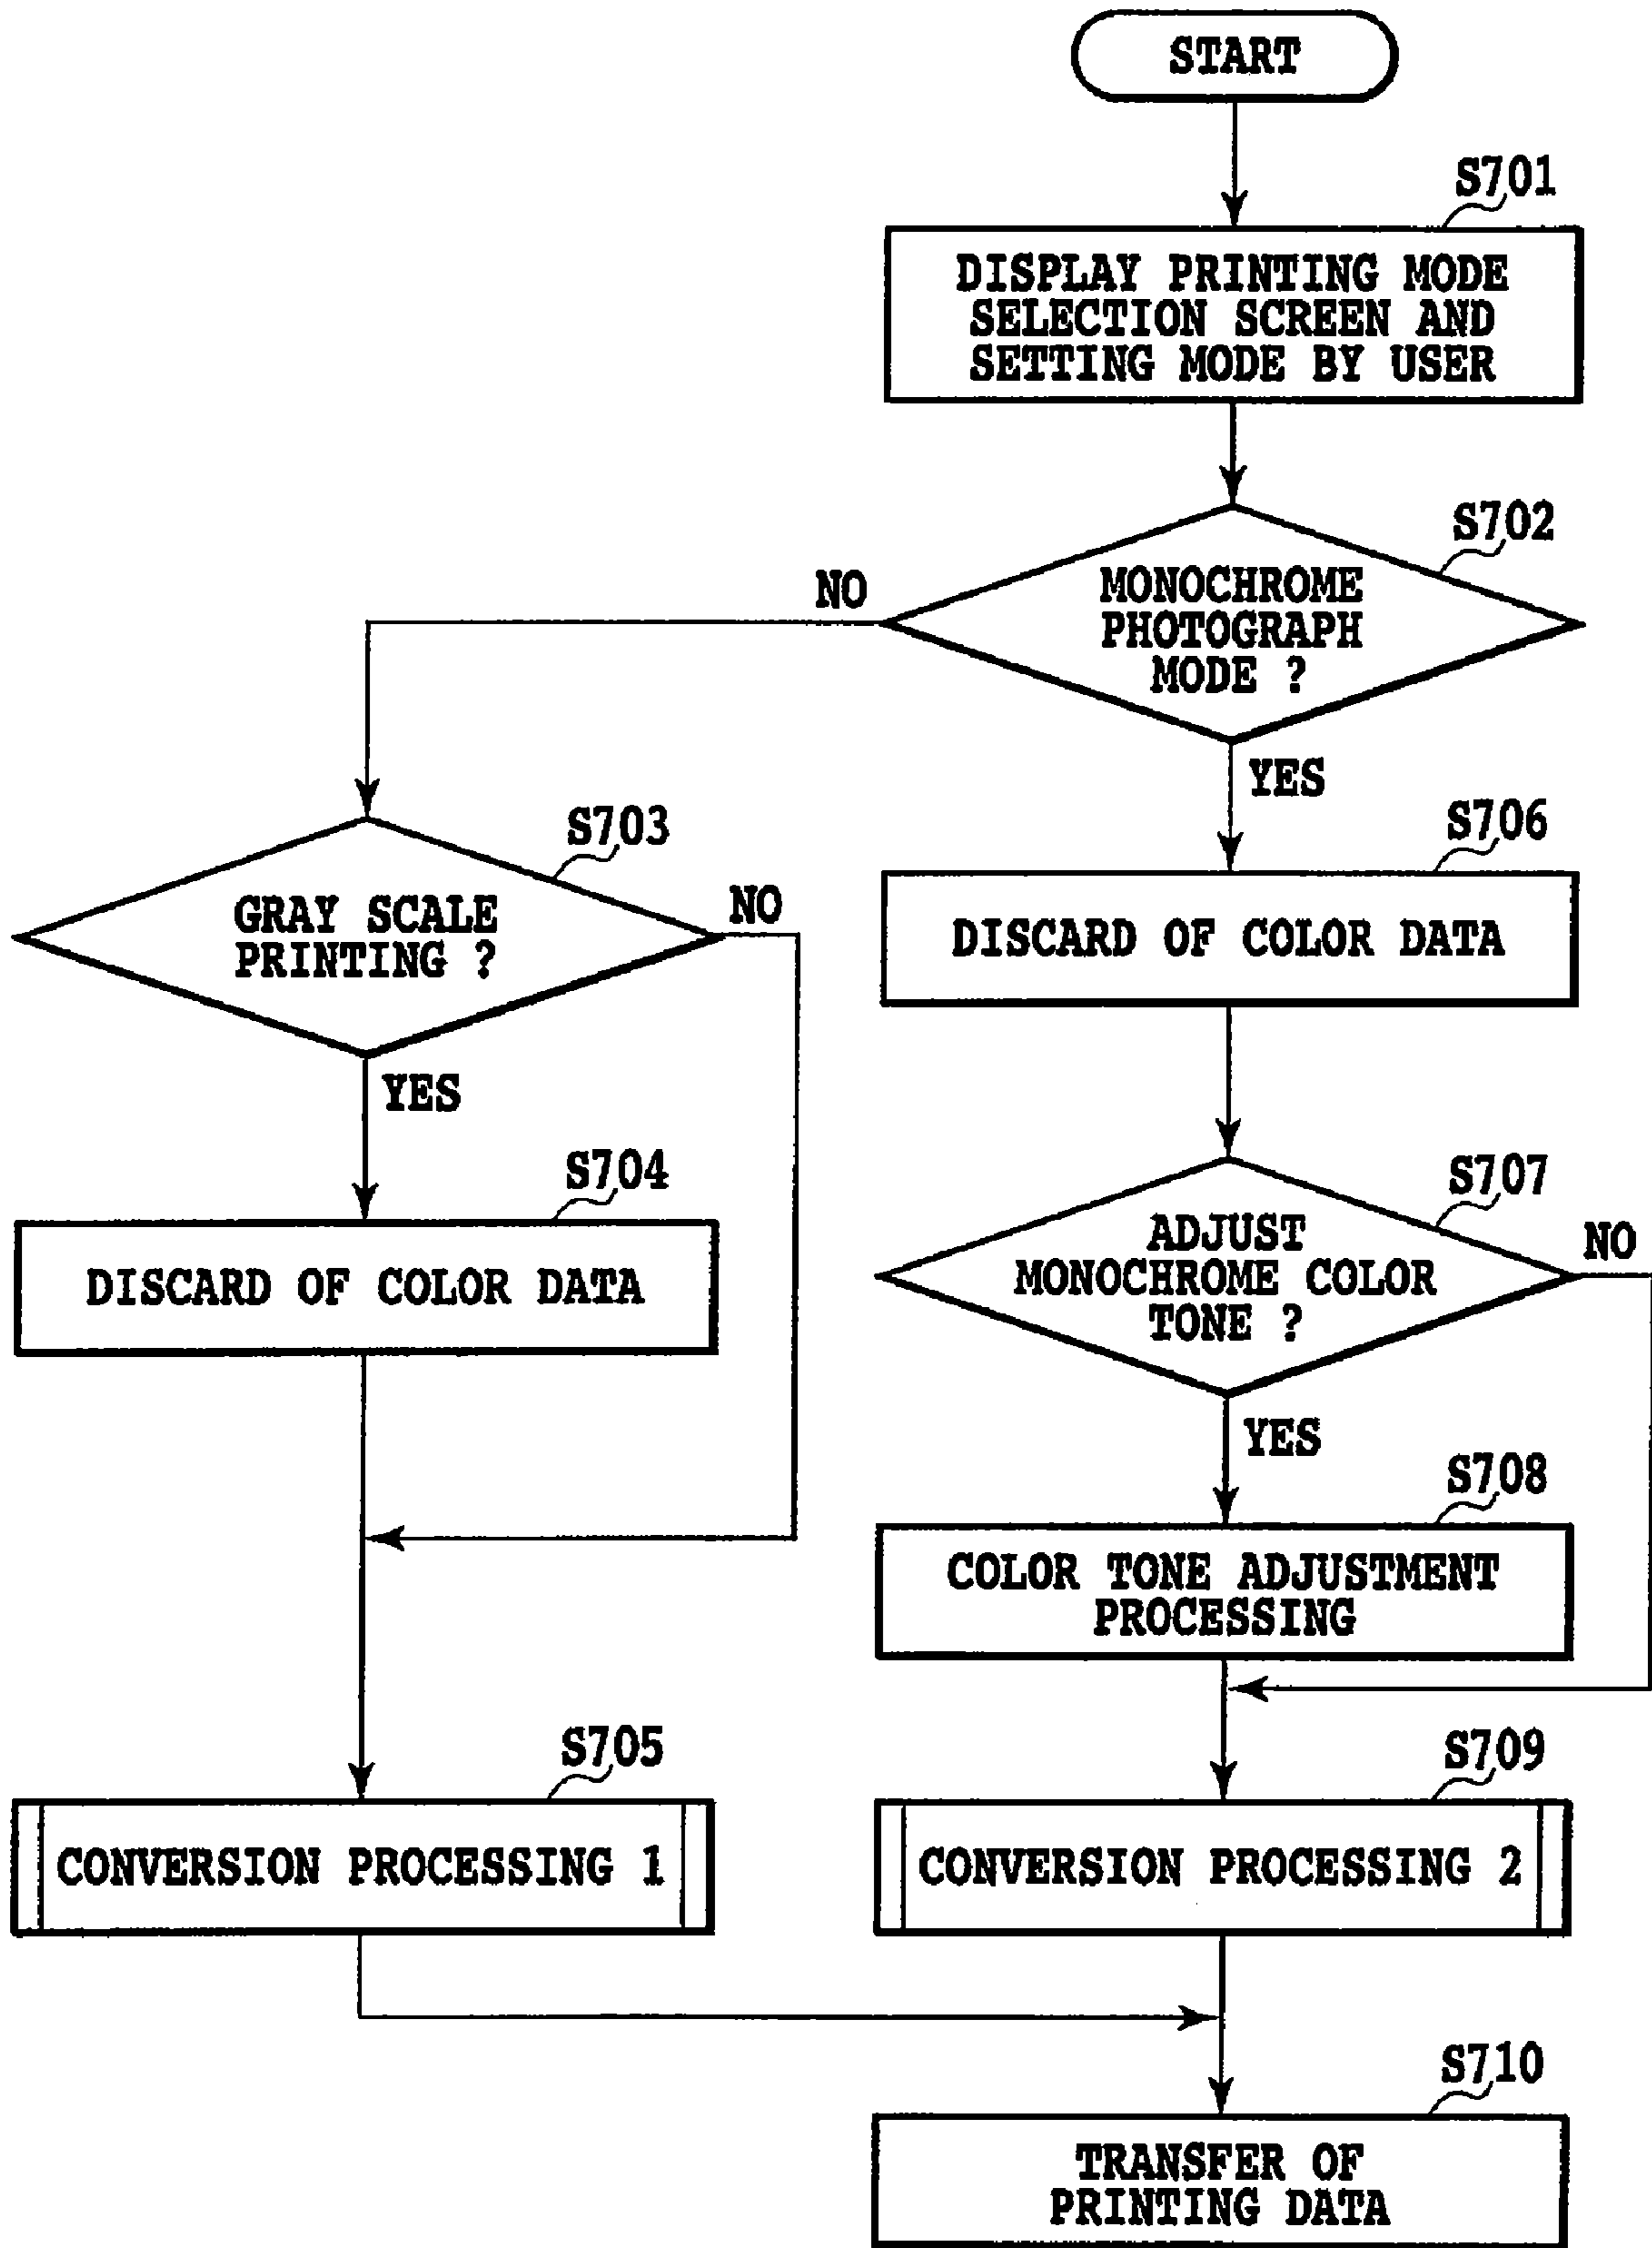 START
S701
DISPLAY PRINTING MODE
SELECTION SCREEN AND
SETTING MODE BY USER
S702
MONOCHROME
PHOTOGRAPH
MODE ?
NO
YES
S703
GRAY SCALE
PRINTING ?
NO
YES
S704
DISCARD OF COLOR DATA
S705
CONVERSION PROCESSING 1
S706
DISCARD OF COLOR DATA
S707
ADJUST
MONOCHROME COLOR
TONE ?
NO
YES
S708
COLOR TONE ADJUSTMENT
PROCESSING
S709
CONVERSION PROCESSING 2
S710
TRANSFER OF
PRINTING DATA